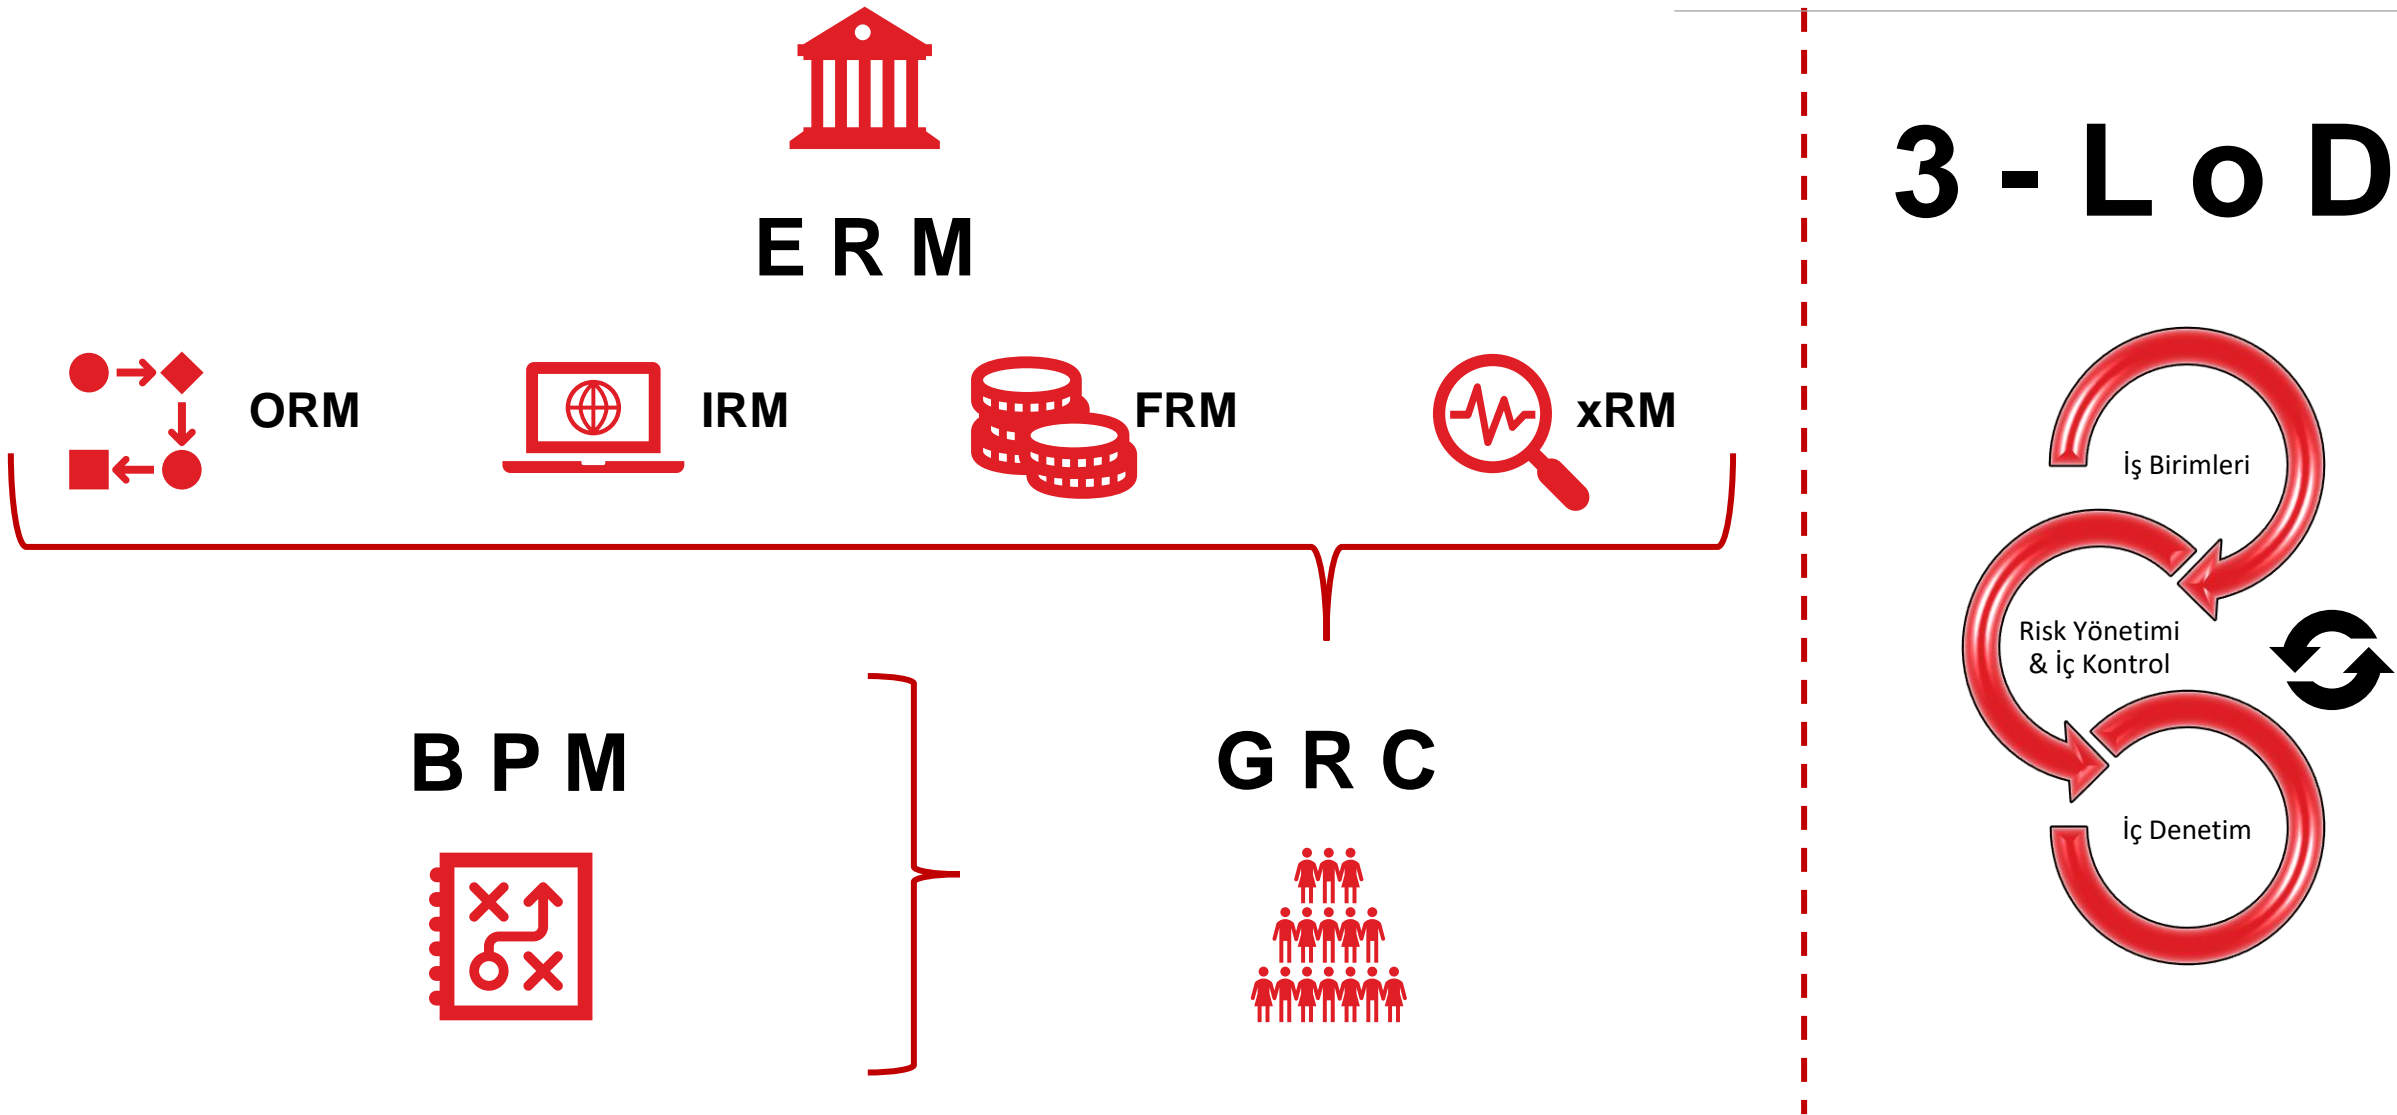 E R M
ORM
IRM
FRM
xRM
B P M
G R C
3 - L o D
İş Birimleri
Risk Yönetimi
& İç Kontrol
İç Denetim